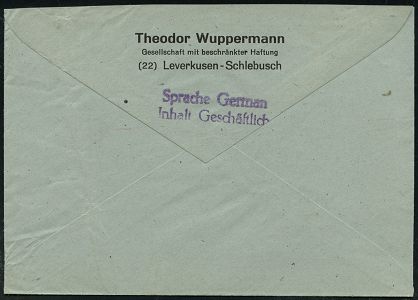 Theodor Wuppermann
Gesellschaft mit beschränkter Haftung
(22) Leverkusen-Schlebusch
Sprache German
Inhalt Geschäftlich